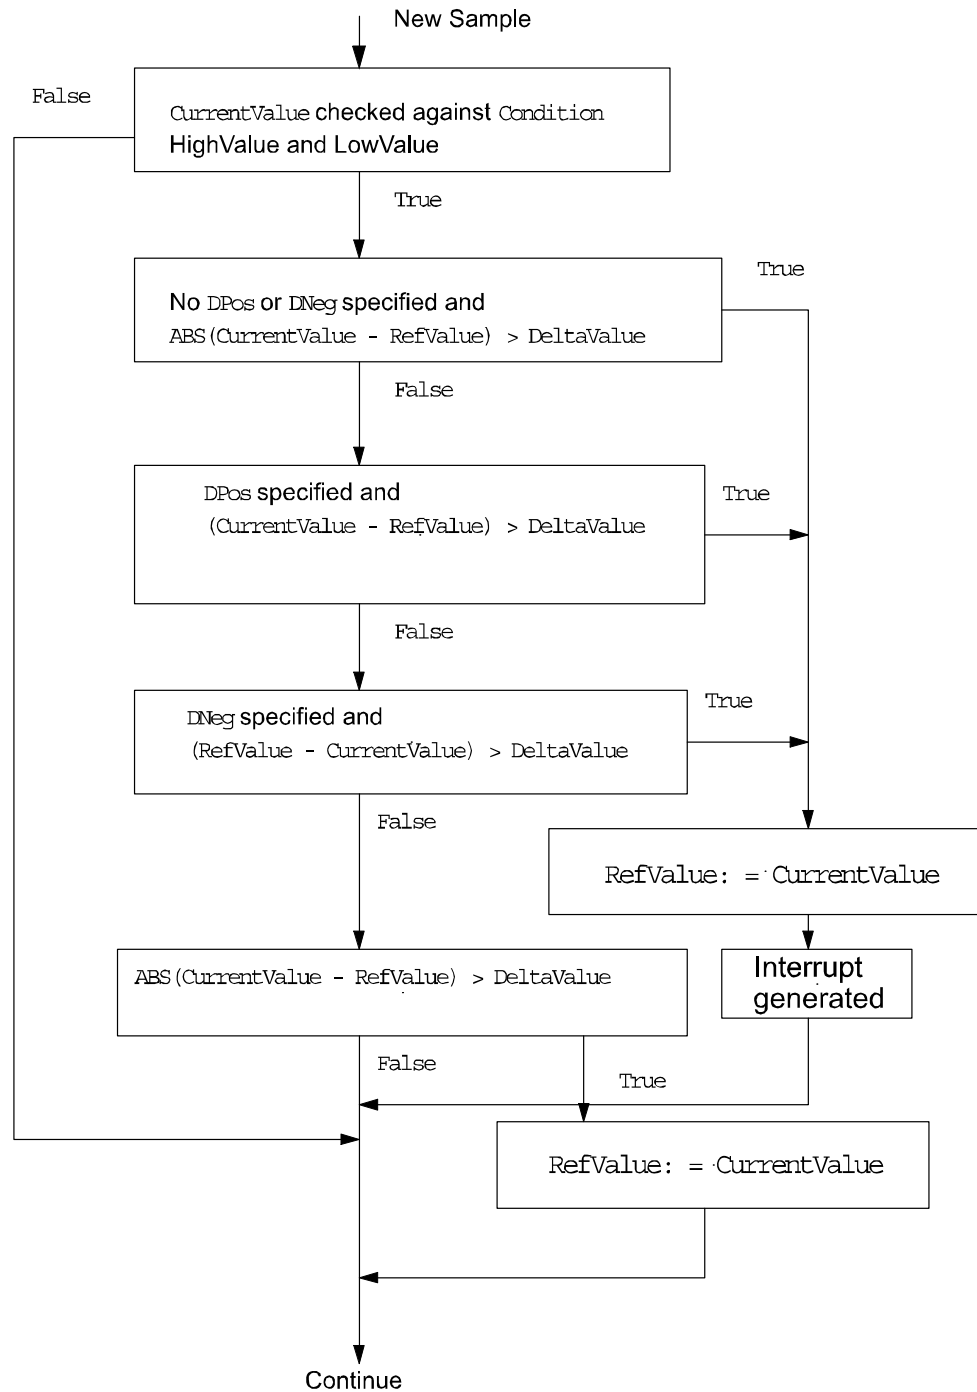 New Sample
False
CurrentValue checked against Condition
HighValue and LowValue
True
True
No DPos or DNeg specified and
ABS(CurrentValue - RefValue) > DeltaValue
False
DPos specified and
(CurrentValue - RefValue) > DeltaValue
True
False
DNeg specified and
(RefValue - CurrentValue) > DeltaValue
True
False
RefValue: = CurrentValue
ABS(CurrentValue - RefValue) > DeltaValue
Interrupt
generated
False
True
RefValue: = CurrentValue
Continue